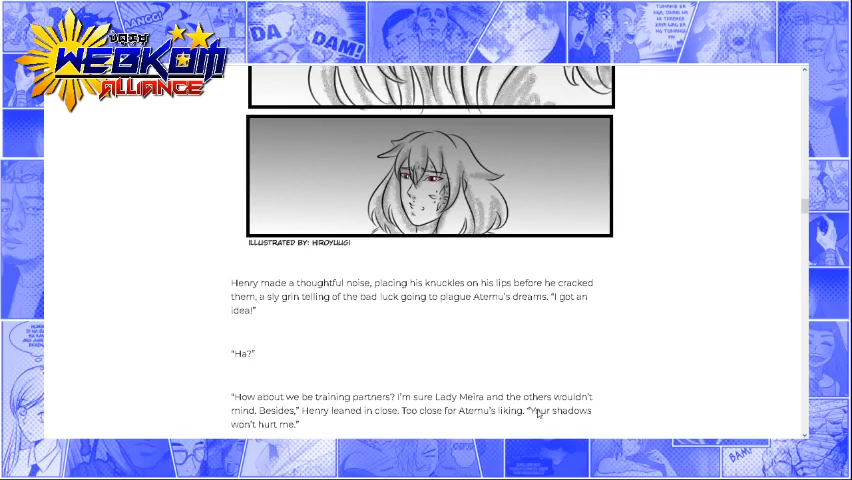 WEBKOM
ALLIANCE
DA
DAM!
ILLUSTRATED BY: HIROYUUGI
Henry made a thoughtful noise, placing his knuckles on his lips before he cracked
them, a sly grin telling of the bad luck going to plague Atemu's dreams. "I got an
idea!"
"Ha?"
"How about we be training partners? I'm sure Lady Meira and the others wouldn't
mind. Besides," Henry leaned in close. Too close for Atemu's liking. "Your shadows
won't hurt me."
BAM!